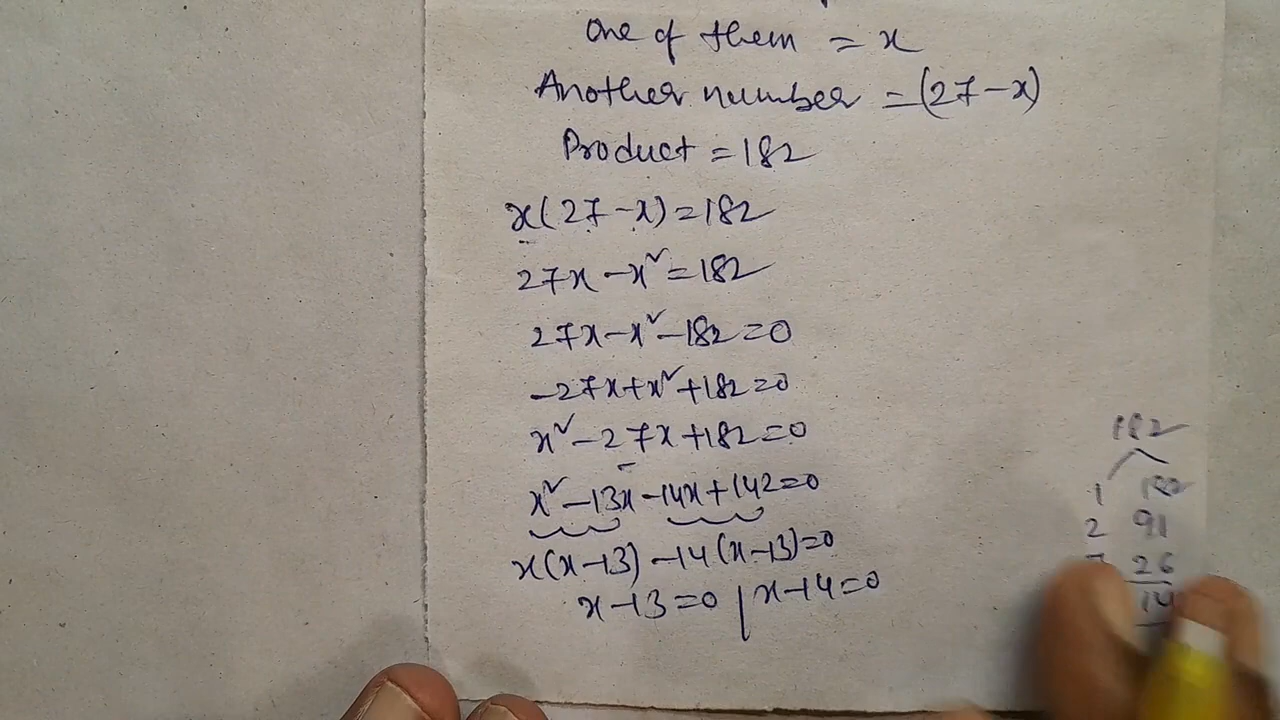 One of them = x
Another number = (27-x)
Product = 182
x(27-x) = 182
27x - x² = 182
27x - x² - 182 = 0
-27x + x² + 182 = 0
x² - 27x + 182 = 0
x² - 13x - 14x + 142 = 0
x(x-13) - 14(x-13) = 0
x - 13 = 0 | x - 14 = 0
182
1 182
2 91
26
14